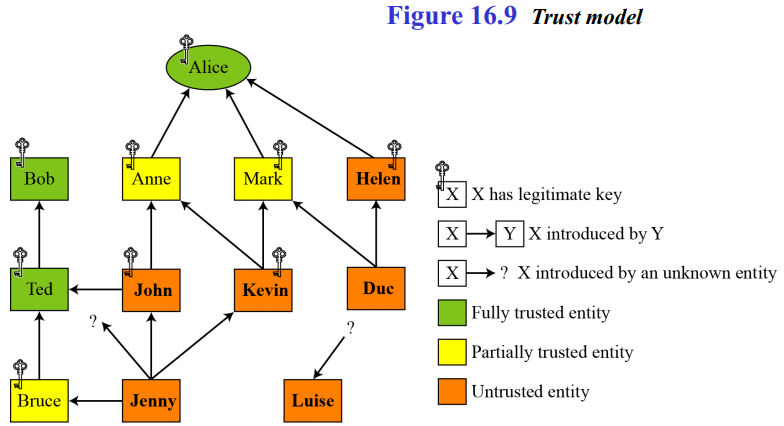 Figure 16.9 Trust model
Alice
Bob
Anne
Mark
Helen
X X has legitimate key
X Y X introduced by Y
Ted
John
Kevin
Duc
X ? X introduced by an unknown entity
Fully trusted entity
? ?
Partially trusted entity
Bruce
Jenny
Luise
Untrusted entity